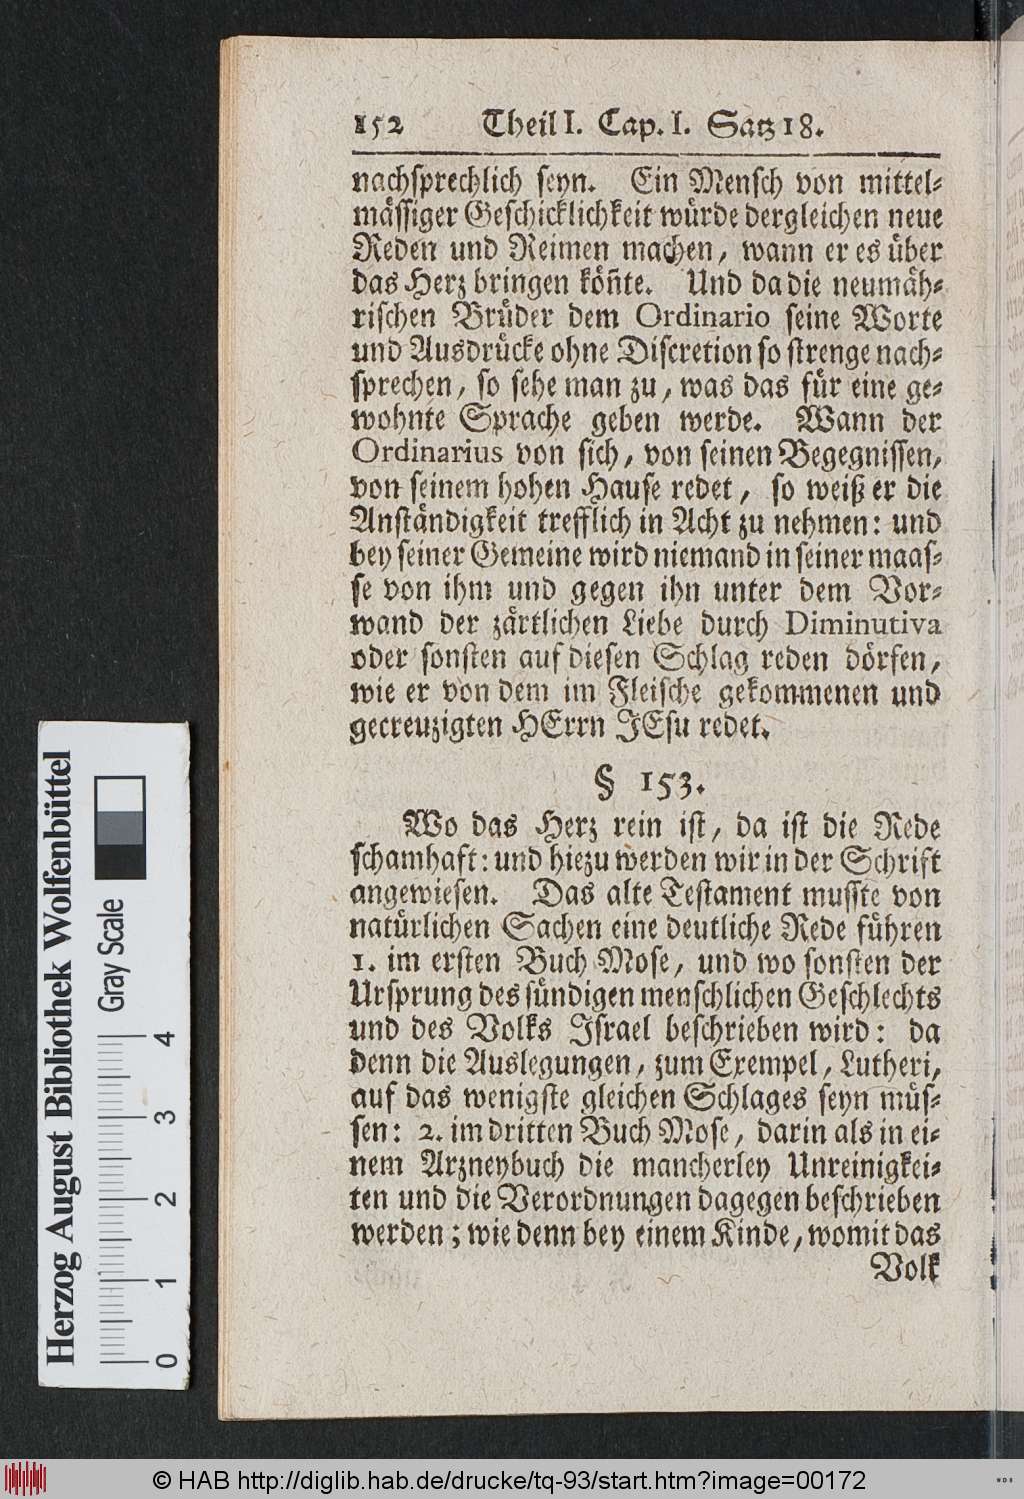 152 Theil I. Cap. I. Satz 18.
nachsprechlich seyn. Ein Mensch von mittel-
mässiger Geschicklichkeit würde dergleichen neue
Reden und Reimen machen, wann er es über
das Herz bringen kön̄te. Und da die neumäh-
rischen Brüder dem Ordinario seine Worte
und Ausdrücke ohne Discretion so strenge nach-
sprechen, so sehe man zu, was das für eine ge-
wohnte Sprache geben werde. Wann der
Ordinarius von sich, von seinen Begegnissen,
von seinem hohen Hause redet, so weiß er die
Anständigkeit trefflich in Acht zu nehmen: und
bey seiner Gemeine wird niemand in seiner maas-
se von ihm und gegen ihn unter dem Vor-
wand der zärtlichen Liebe durch Diminutiva
oder sonsten auf diesen Schlag reden dörfen,
wie er von dem im Fleische gekommenen und
gecreuzigten HErrn JEsu redet.
§ 153.
Wo das Herz rein ist, da ist die Rede
schamhaft: und hiezu werden wir in der Schrift
angewiesen. Das alte Testament musste von
natürlichen Sachen eine deutliche Rede führen
1. im ersten Buch Mose, und wo sonsten der
Ursprung des sündigen menschlichen Geschlechts
und des Volks Israel beschrieben wird: da
denn die Auslegungen, zum Exempel, Lutheri,
auf das wenigste gleichen Schlages seyn müs-
sen: 2. im dritten Buch Mose, darin als in ei-
nem Arzneybuch die mancherley Unreinigkei-
ten und die Verordnungen dagegen beschrieben
werden; wie denn bey einem Kinde, womit das
Volk
Herzog August Bibliothek Wolfenbüttel
Gray Scale
0 1 2 3 4
© HAB http://diglib.hab.de/drucke/tq-93/start.htm?image=00172